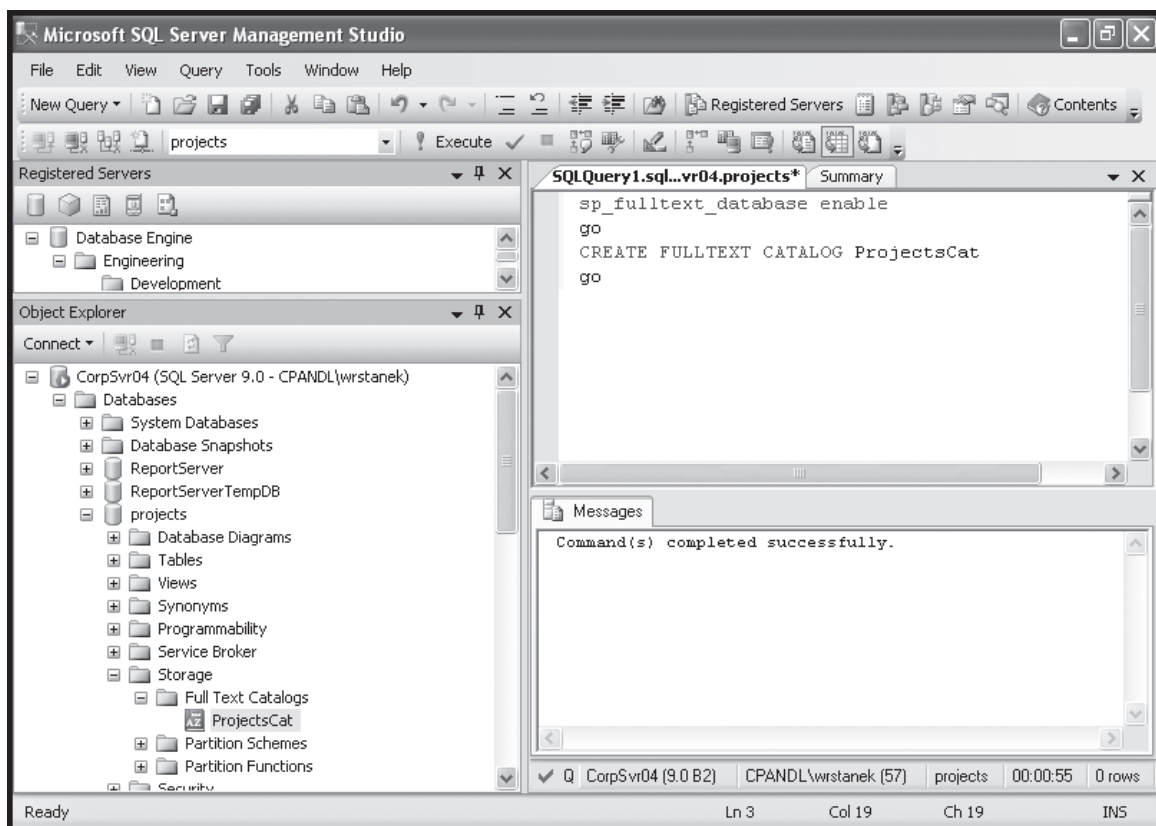 Microsoft SQL Server Management Studio
File Edit View Query Tools Window Help
New Query Registered Servers Contents
projects Execute
Registered Servers
Database Engine
Engineering
Development
Object Explorer
Connect
CorpSvr04 (SQL Server 9.0 - CPANDL\wrstanek)
Databases
System Databases
Database Snapshots
ReportServer
ReportServerTempDB
projects
Database Diagrams
Tables
Views
Synonyms
Programmability
Service Broker
Storage
Full Text Catalogs
AZ ProjectsCat
Partition Schemes
Partition Functions
Security
SQLQuery1.sql...vr04.projects* Summary
sp_fulltext_database enable
go
CREATE FULLTEXT CATALOG ProjectsCat
go
Messages
Command(s) completed successfully.
Q CorpSvr04 (9.0 B2) CPANDL\wrstanek (57) projects 00:00:55 0 rows
Ready Ln 3 Col 19 Ch 19 INS